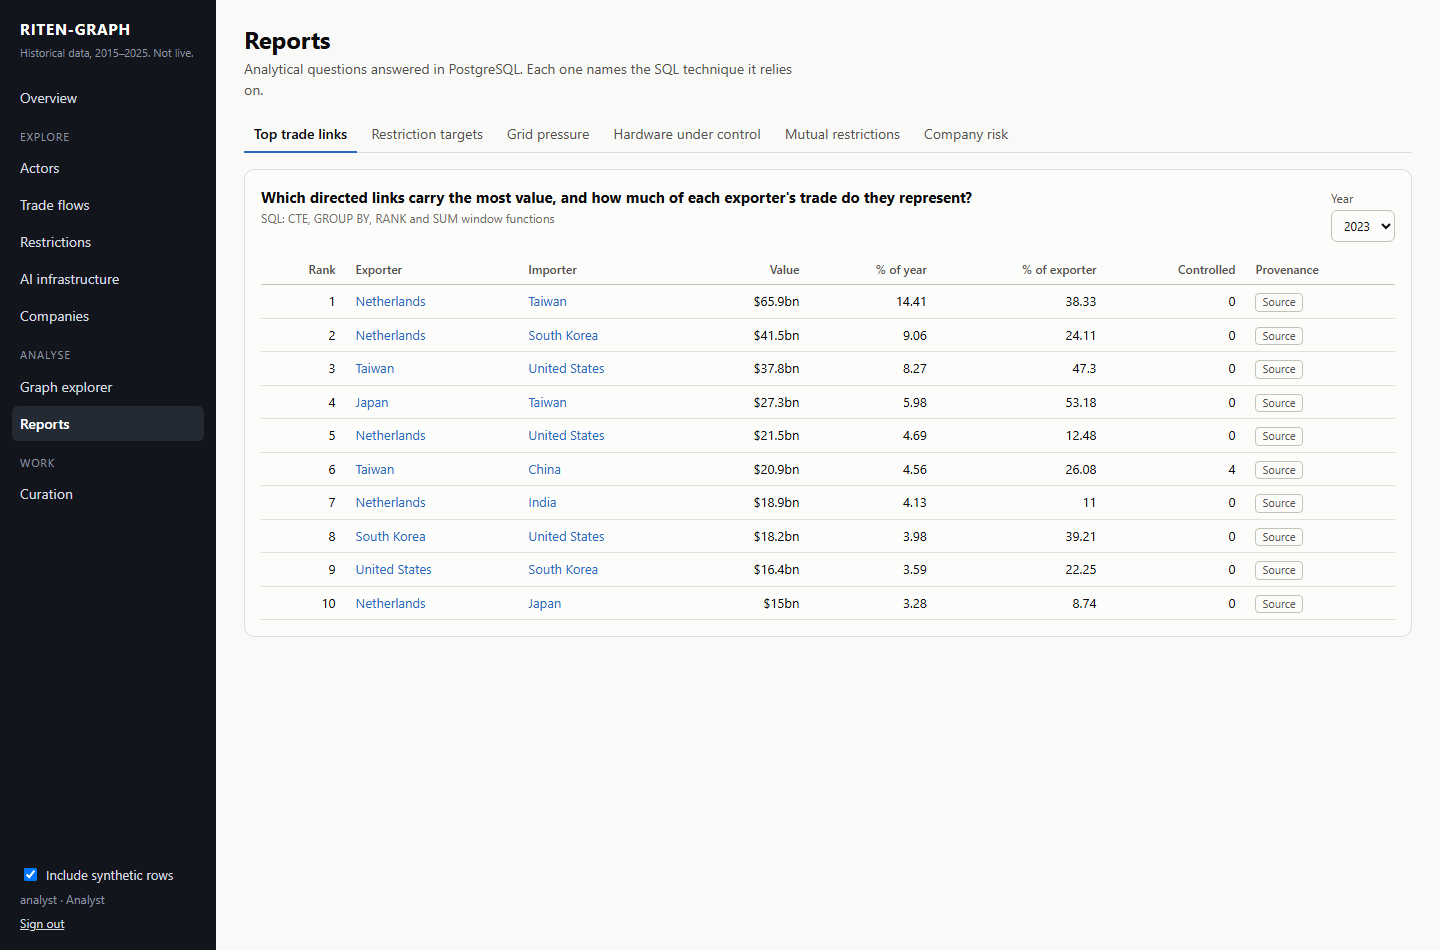 RITEN-GRAPH
Historical data, 2015–2025. Not live.
Overview
EXPLORE
Actors
Trade flows
Restrictions
AI infrastructure
Companies
ANALYSE
Graph explorer
Reports
WORK
Curation
Include synthetic rows
analyst · Analyst
Sign out
Reports
Analytical questions answered in PostgreSQL. Each one names the SQL technique it relies
on.
Top trade links Restriction targets Grid pressure Hardware under control Mutual restrictions Company risk
Which directed links carry the most value, and how much of each exporter's trade do they represent?
SQL: CTE, GROUP BY, RANK and SUM window functions
Year
2023
Rank Exporter Importer Value % of year % of exporter Controlled Provenance
1 Netherlands Taiwan $65.9bn 14.41 38.33 0 Source
2 Netherlands South Korea $41.5bn 9.06 24.11 0 Source
3 Taiwan United States $37.8bn 8.27 47.3 0 Source
4 Japan Taiwan $27.3bn 5.98 53.18 0 Source
5 Netherlands United States $21.5bn 4.69 12.48 0 Source
6 Taiwan China $20.9bn 4.56 26.08 4 Source
7 Netherlands India $18.9bn 4.13 11 0 Source
8 South Korea United States $18.2bn 3.98 39.21 0 Source
9 United States South Korea $16.4bn 3.59 22.25 0 Source
10 Netherlands Japan $15bn 3.28 8.74 0 Source